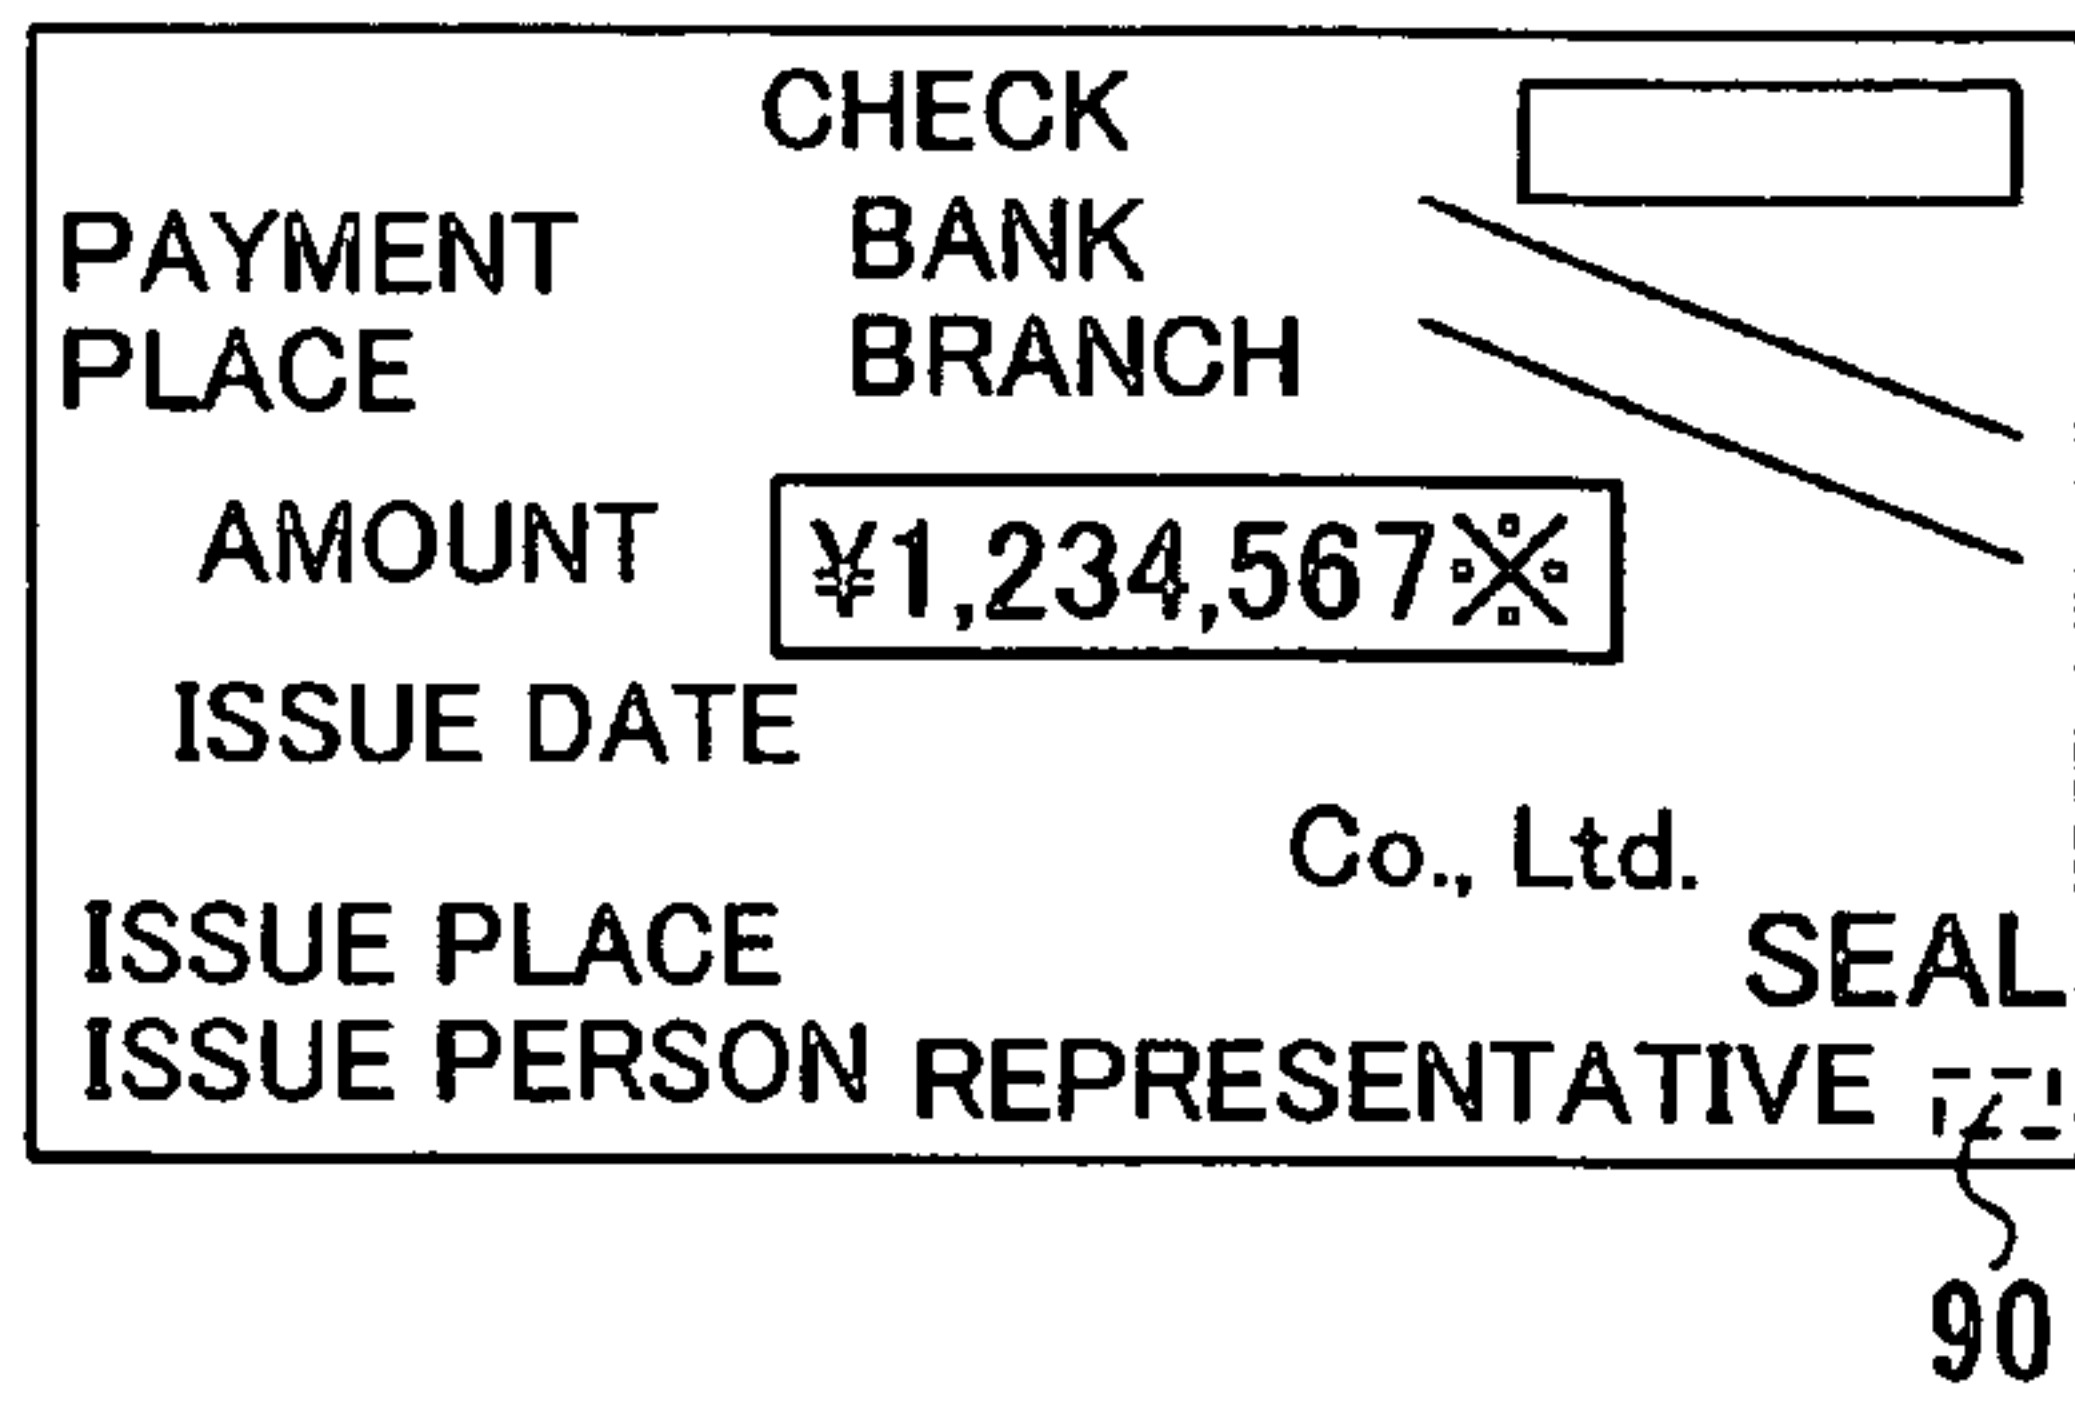 CHECK
PAYMENT BANK
PLACE BRANCH
AMOUNT ¥1,234,567※
ISSUE DATE
Co., Ltd.
ISSUE PLACE SEAL
ISSUE PERSON REPRESENTATIVE
90